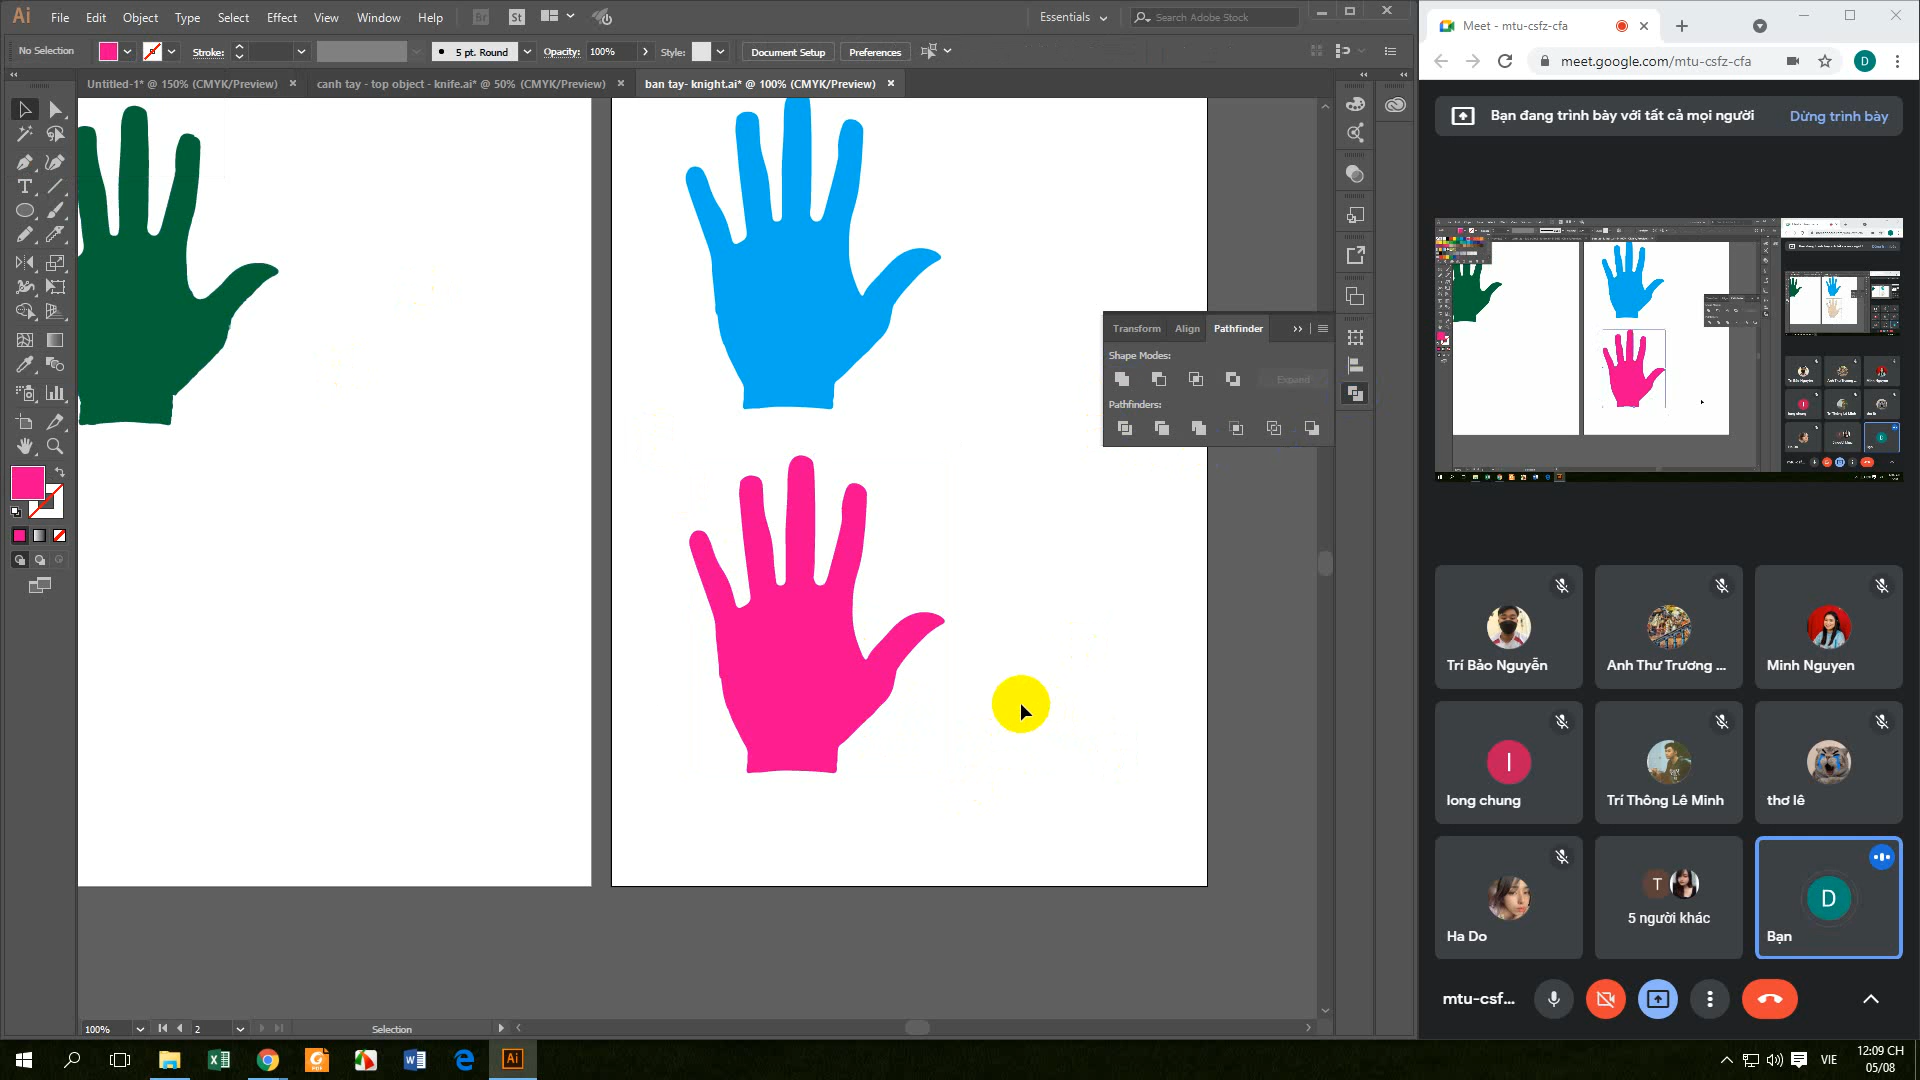 Ai File Edit Object Type Select Effect View Window Help Br St Essentials Search Adobe Stock
No Selection Stroke: 5 pt. Round Opacity: 100% Style: Document Setup Preferences
Untitled-1* @ 150% (CMYK/Preview) canh tay - top object - knife.ai* @ 50% (CMYK/Preview) ban tay- knight.ai* @ 100% (CMYK/Preview)
Transform Align Pathfinder
Shape Modes:
Expand
Pathfinders:
100% 2 Selection
Meet - mtu-csfz-cfa
meet.google.com/mtu-csfz-cfa D
Bạn đang trình bày với tất cả mọi người Dừng trình bày
Trí Bảo Nguyễn Anh Thư Trương ... Minh Nguyen
l
long chung Trí Thông Lê Minh thơ lê
T D
Ha Do 5 người khác Bạn
mtu-csf...
VIE 12:09 CH
05/08